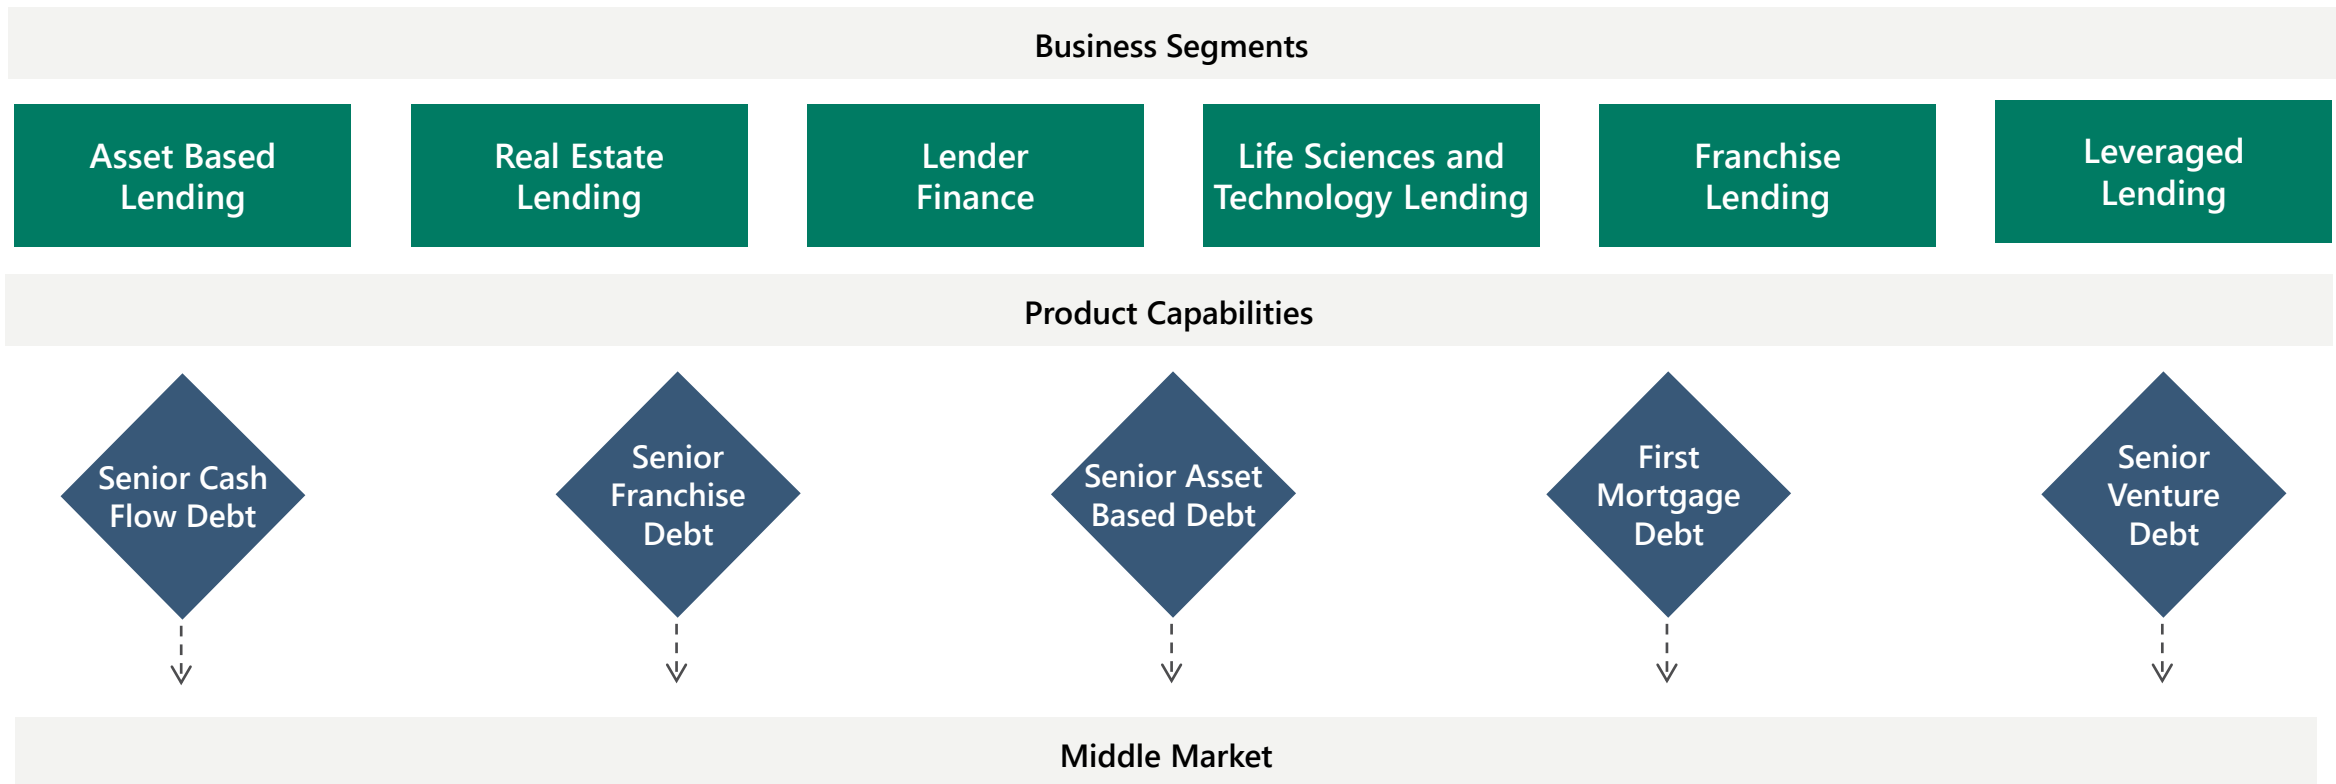 Business Segments
Asset Based
Lending
Real Estate
Lending
Lender
Finance
Life Sciences and
Technology Lending
Franchise
Lending
Leveraged
Lending
Product Capabilities
Senior Cash
Flow Debt
Senior
Franchise
Debt
Senior Asset
Based Debt
First
Mortgage
Debt
Senior
Venture
Debt
Middle Market